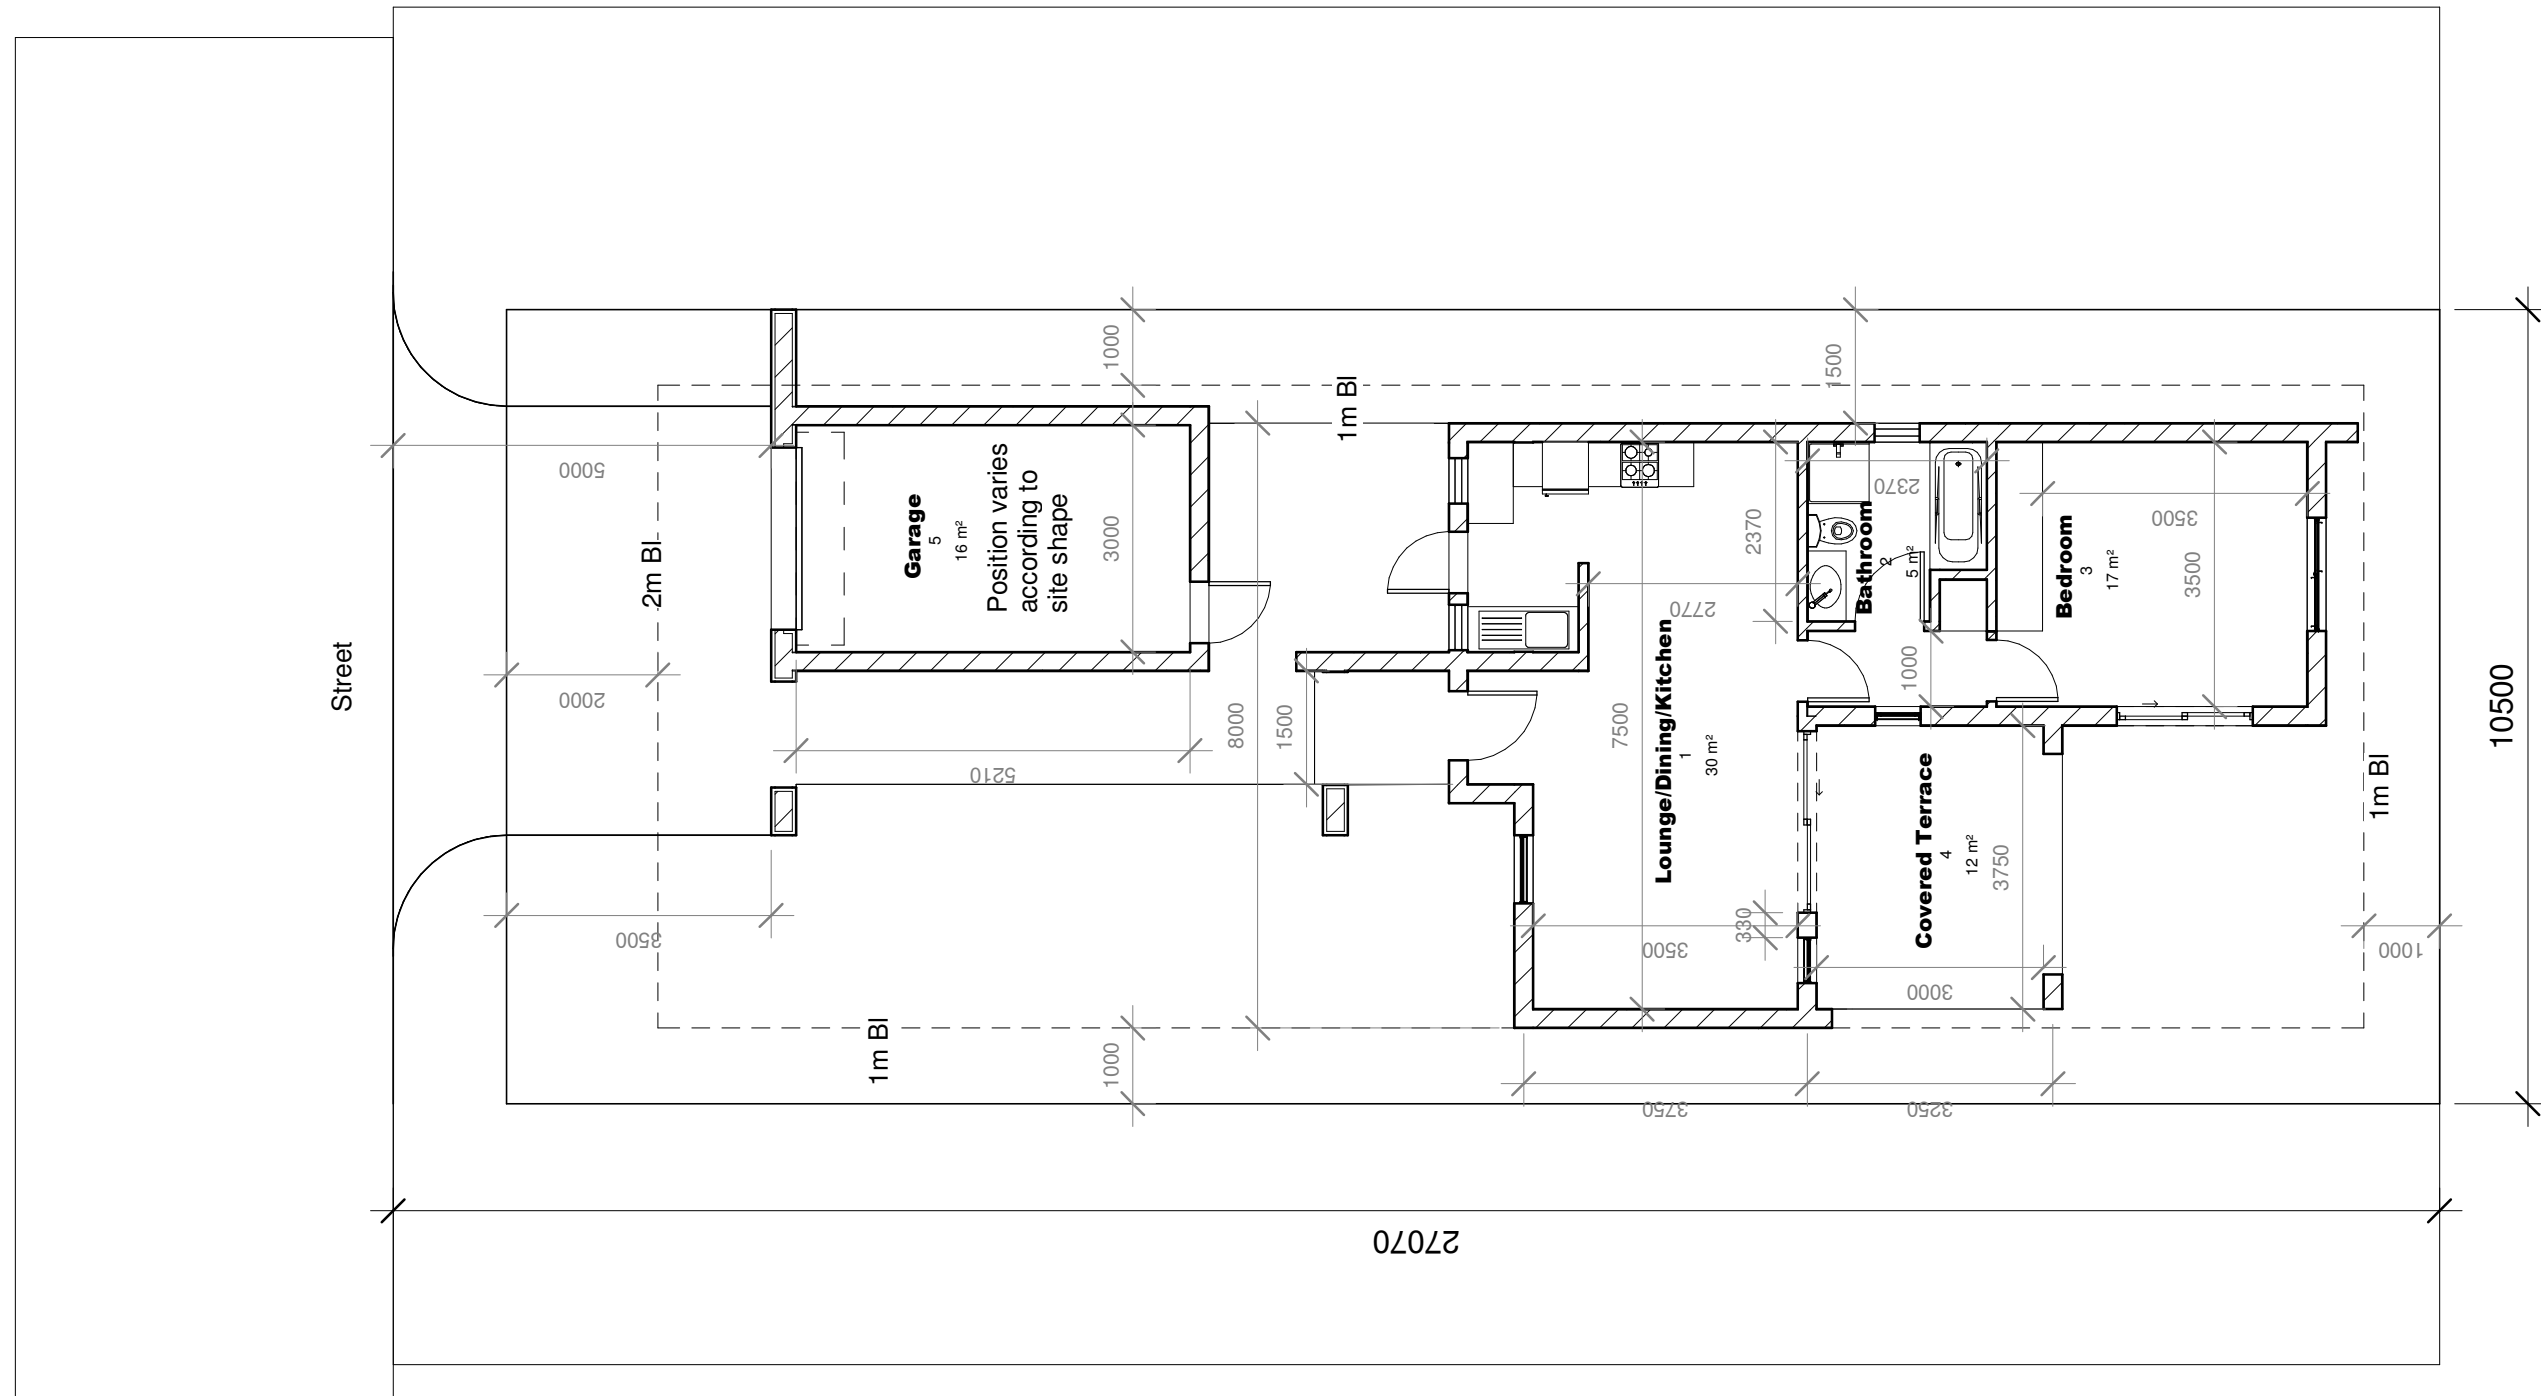 Street
5000
2000
3500
2m Bl
1m Bl
Garage
5
16 m²
Position varies
according to
site shape
1000
3000
5210
1000
8000
1500
1m Bl
7500
2770
2370
Lounge/Dining/Kitchen
1
30 m²
3500
330
3750
1500
2370
Bathroom
2
5 m²
1000
Covered Terrace
4
12 m²
3750
3000
3250
Bedroom
3
17 m²
3500
3500
1m Bl
1000
10500
27070